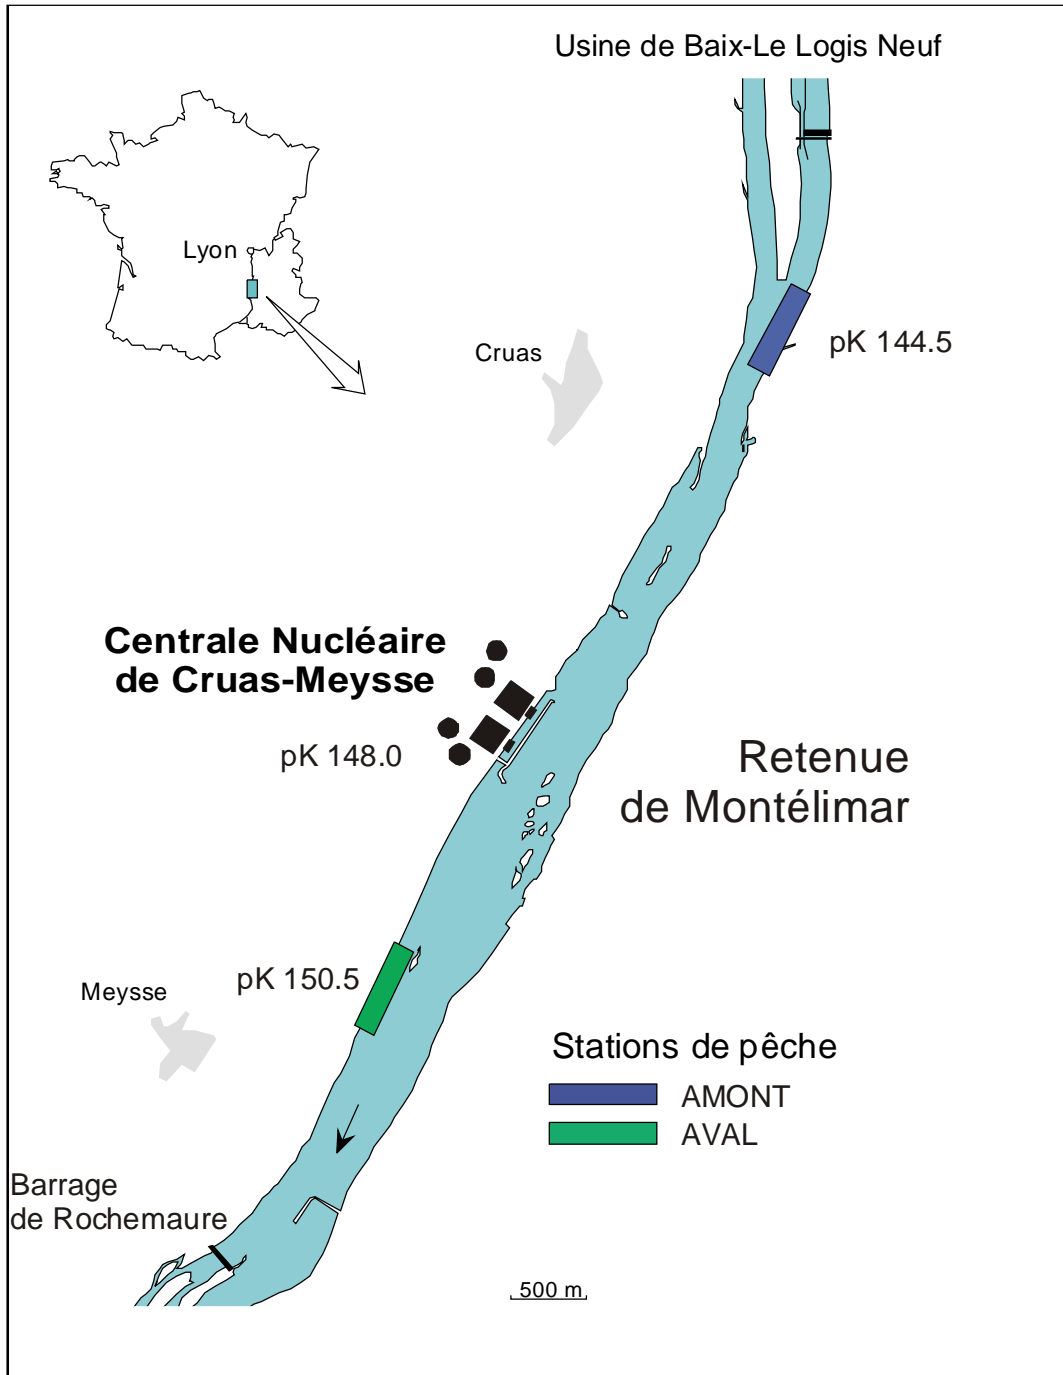 Usine de Baix-Le Logis Neuf
Lyon
pK 144.5
Cruas
Centrale Nucléaire
de Cruas-Meysse
pK 148.0
Retenue
de Montélimar
pK 150.5
Meysse
Stations de pêche
AMONT
AVAL
Barrage
de Rochemaure
500 m